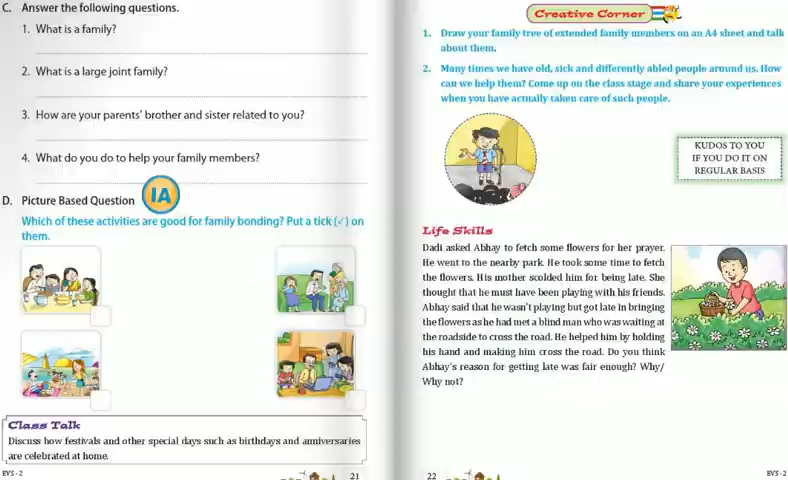 C. Answer the following questions.
1. What is a family?
2. What is a large joint family?
3. How are your parents' brother and sister related to you?
4. What do you do to help your family members?
D. Picture Based Question IA
Which of these activities are good for family bonding? Put a tick (✓) on
them.
Class Talk
Discuss how festivals and other special days such as birthdays and anniversaries
are celebrated at home.
EVS - 2
21
Creative Corner
1. Draw your family tree of extended family members on an A4 sheet and talk
about them.
2. Many times we have old, sick and differently abled people around us. How
can we help them? Come up on the class stage and share your experiences
when you have actually taken care of such people.
KUDOS TO YOU
IF YOU DO IT ON
REGULAR BASIS
Life Skills
Dadi asked Abhay to fetch some flowers for her prayer.
He went to the nearby park. He took some time to fetch
the flowers. His mother scolded him for being late. She
thought that he must have been playing with his friends.
Abhay said that he wasn't playing but got late in bringing
the flowers as he had met a blind man who was waiting at
the roadside to cross the road. He helped him by holding
his hand and making him cross the road. Do you think
Abhay's reason for getting late was fair enough? Why/
Why not?
22
EVS - 2